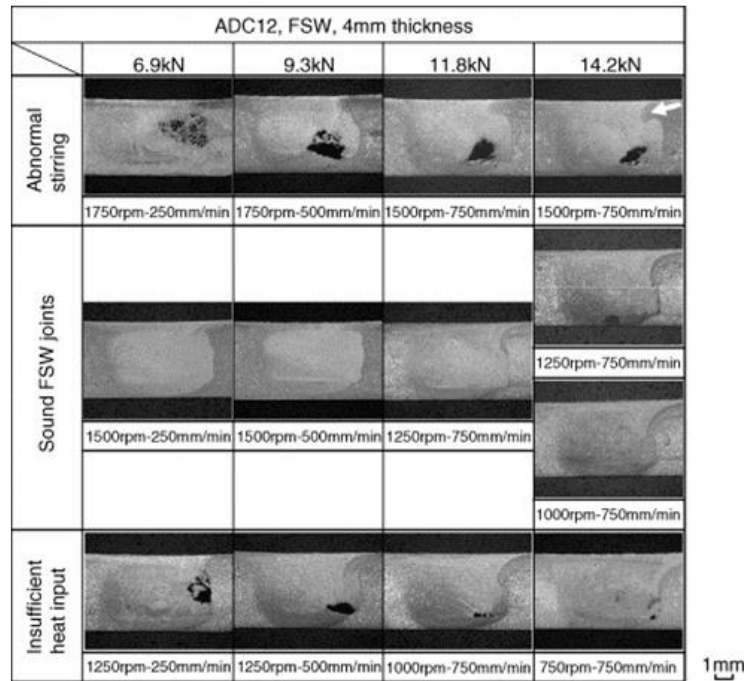 ADC12, FSW, 4mm thickness
6.9kN 9.3kN 11.8kN 14.2kN
Abnormal
stirring
1750rpm-250mm/min 1750rpm-500mm/min 1500rpm-750mm/min 1500rpm-750mm/min
Sound FSW joints
1250rpm-750mm/min
1500rpm-250mm/min 1500rpm-500mm/min 1250rpm-750mm/min
1000rpm-750mm/min
Insufficient
heat input
1250rpm-250mm/min 1250rpm-500mm/min 1000rpm-750mm/min 750rpm-750mm/min
1mm